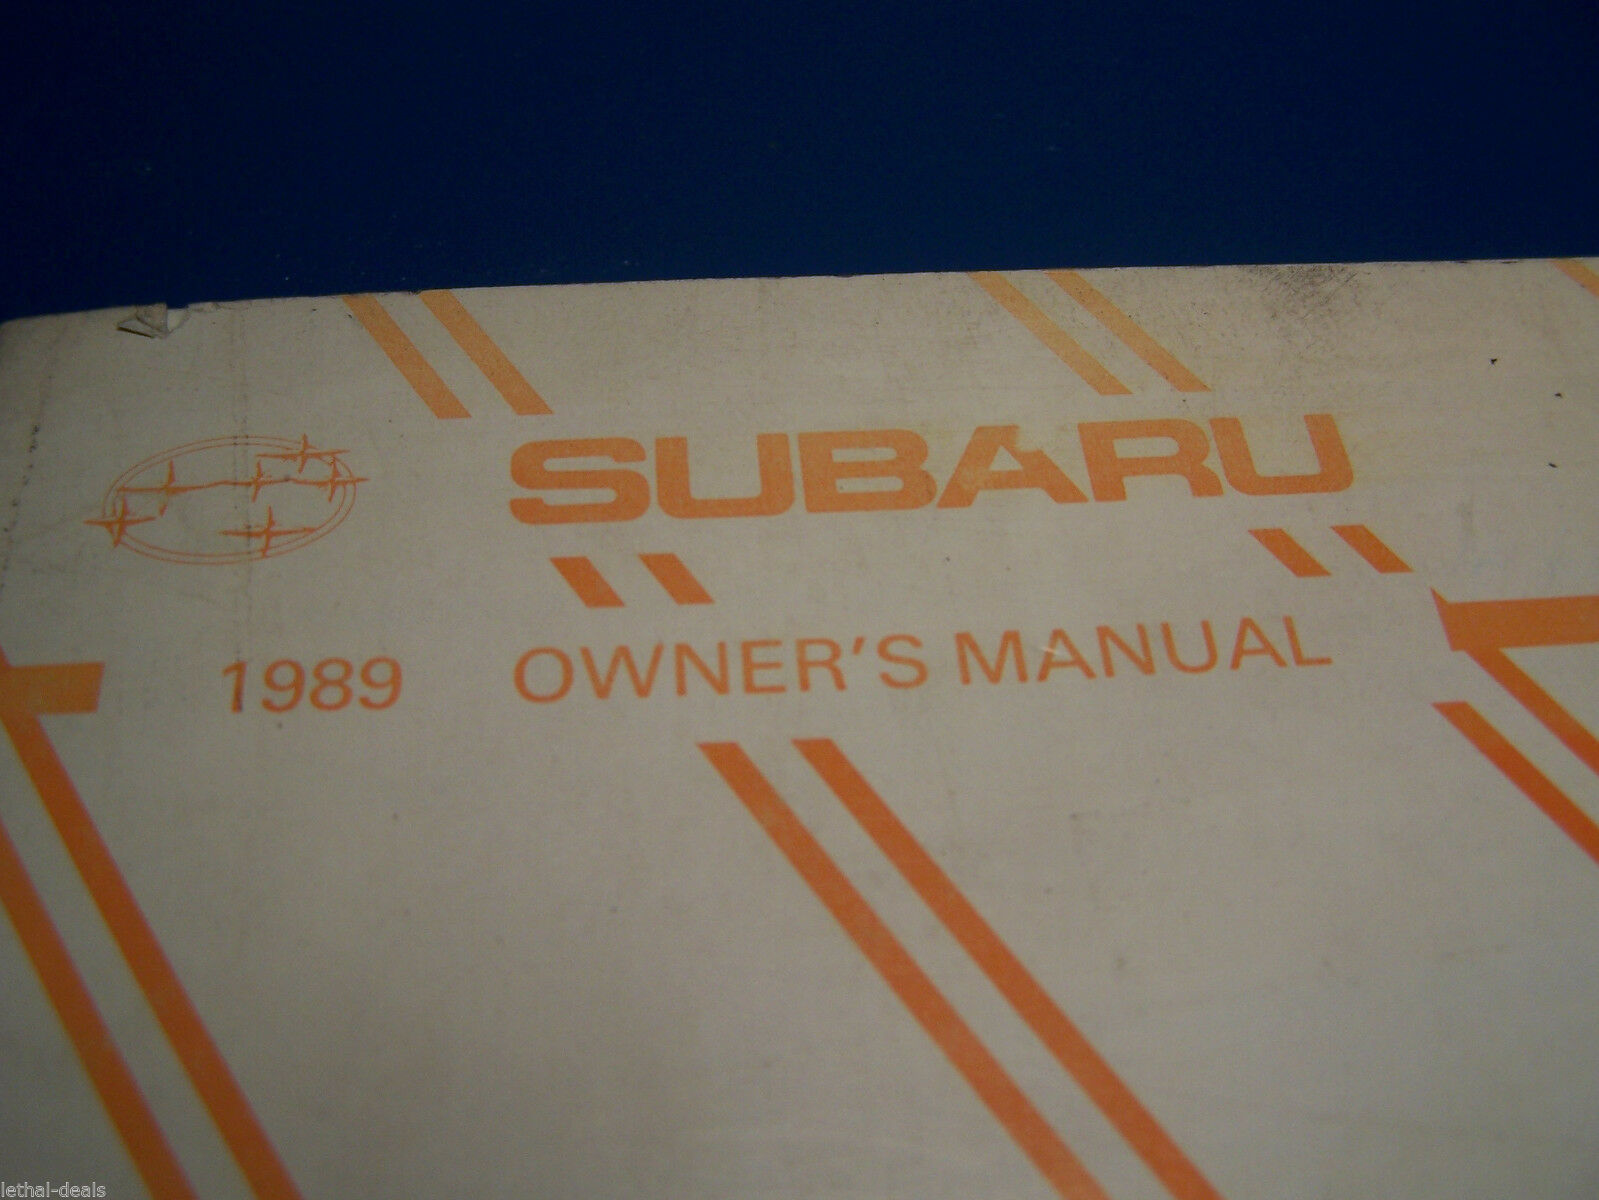 SUBARU
1989 OWNER'S MANUAL
lethal-deals